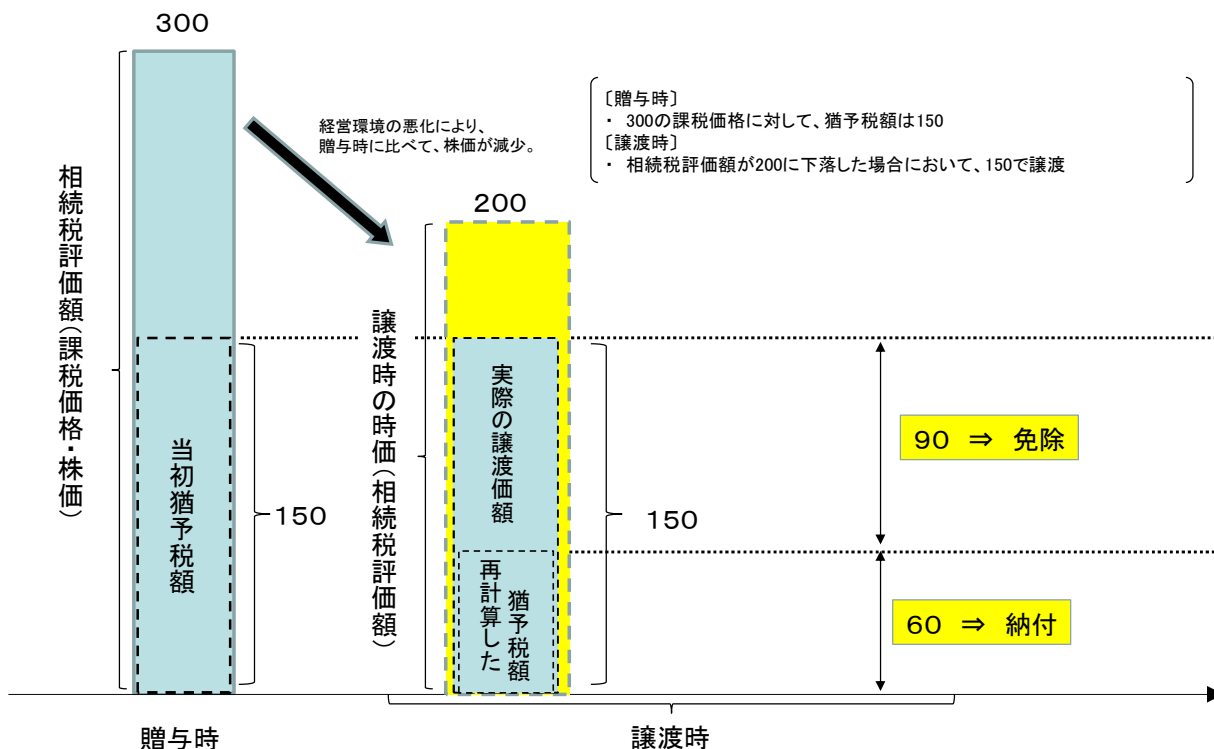 300
経営環境の悪化により、
贈与時に比べて、株価が減少。
〔贈与時〕
・ 300の課税価格に対して、猶予税額は150
〔譲渡時〕
・ 相続税評価額が200に下落した場合において、150で譲渡
相続税評価額(課税価格・株価)
200
譲渡時の時価(相続税評価額)
当初猶予税額
150
実際の譲渡価額
再計算した
猶予税額
150
90 ⇒ 免除
60 ⇒ 納付
贈与時
譲渡時